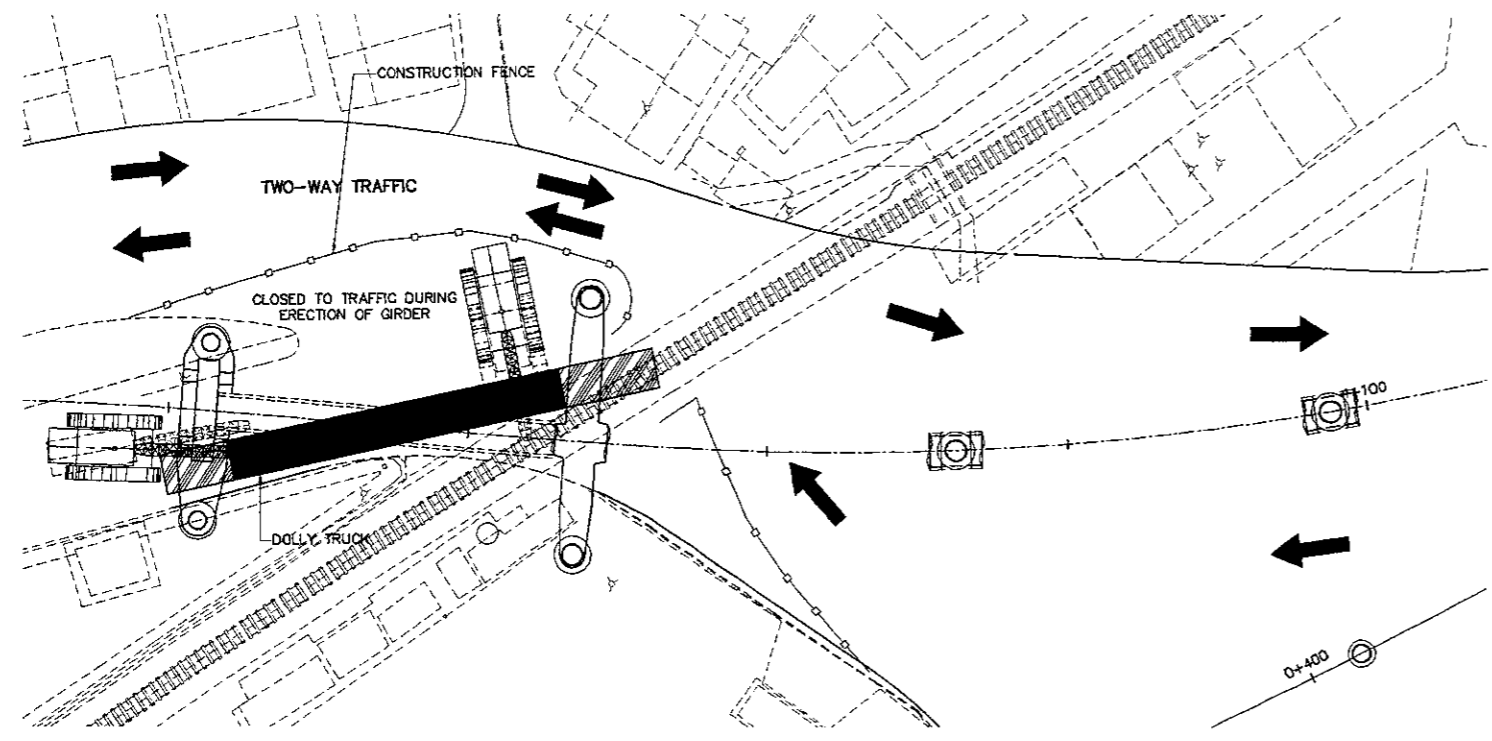 CONSTRUCTION FENCE
TWO-WAY TRAFFIC
CLOSED TO TRAFFIC DURING
ERECTION OF GIRDER
100
DOLLY TRUCK
0+400